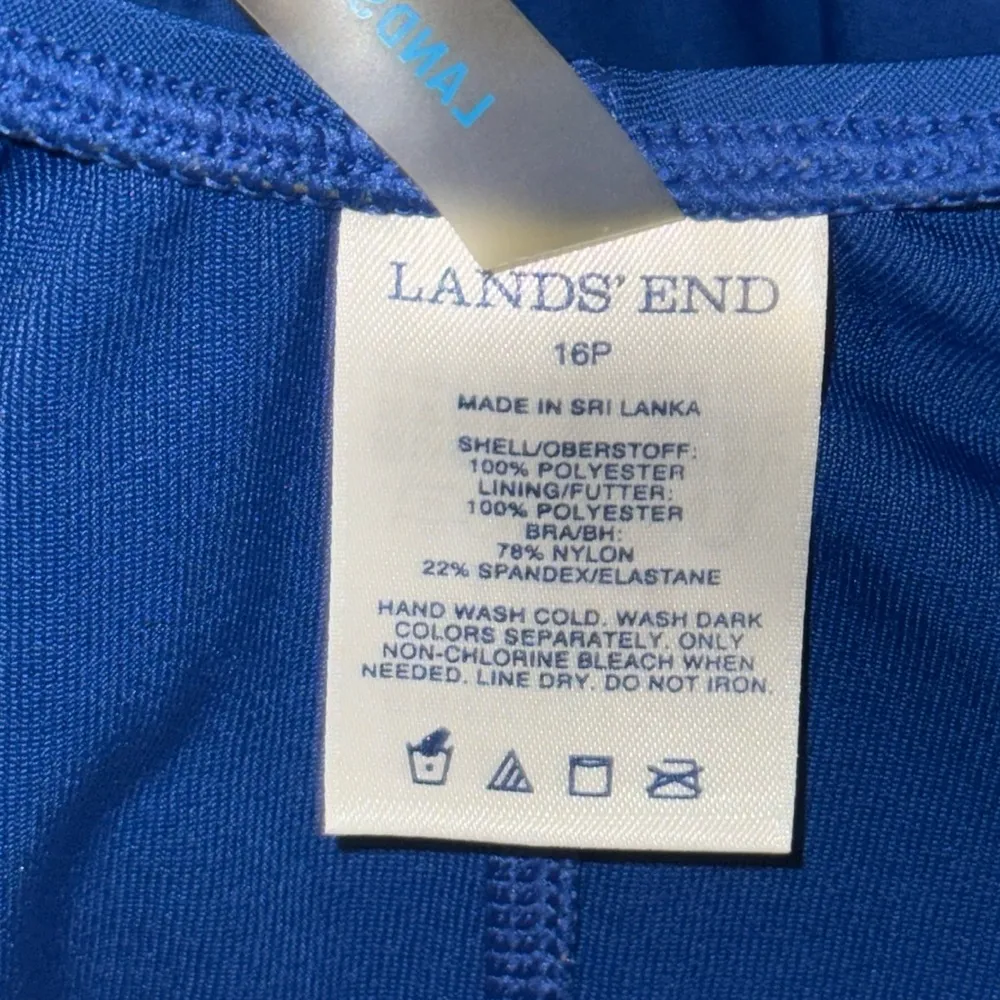 LANDS
LANDS' END
16P
MADE IN SRI LANKA
SHELL/OBERSTOFF:
100% POLYESTER
LINING/FUTTER:
100% POLYESTER
BRA/BH:
78% NYLON
22% SPANDEX/ELASTANE
HAND WASH COLD. WASH DARK
COLORS SEPARATELY. ONLY
NON-CHLORINE BLEACH WHEN
NEEDED. LINE DRY. DO NOT IRON.